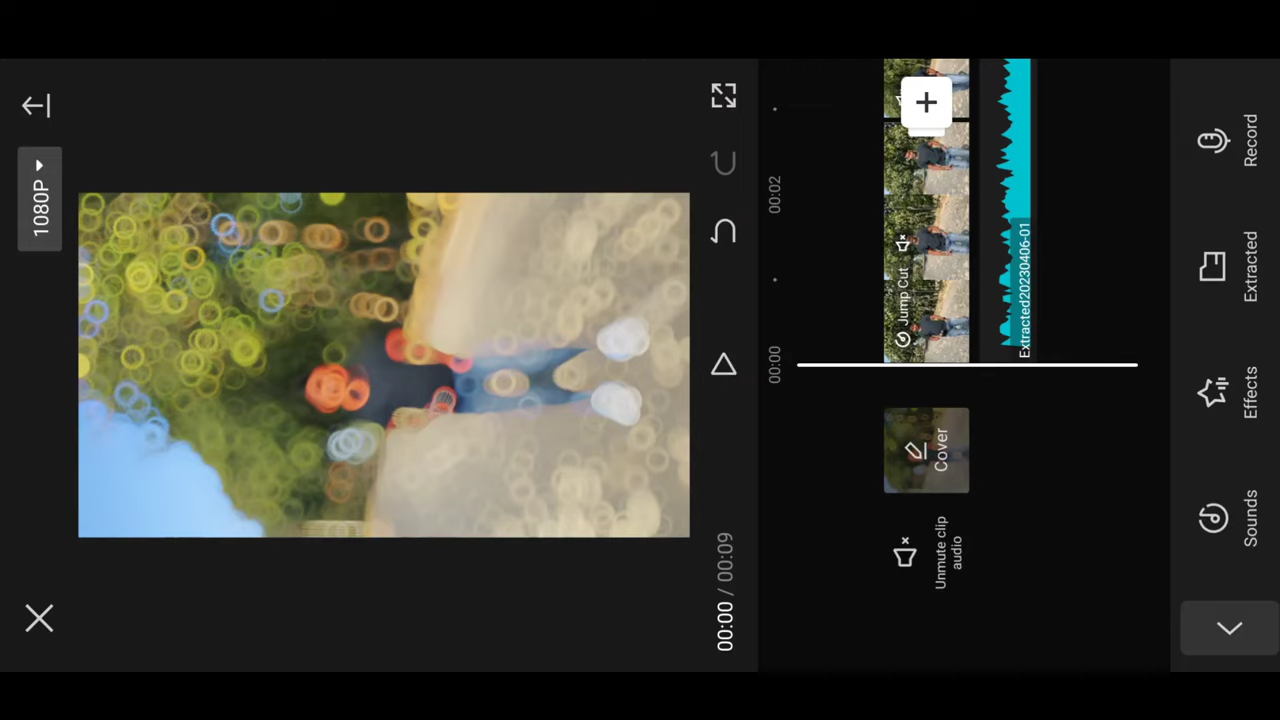 1080P
00:00 / 00:09
00:00
00:02
Unmute clip
audio
Cover
Jump Cut
Extracted20230406-01
Sounds
Effects
Extracted
Record